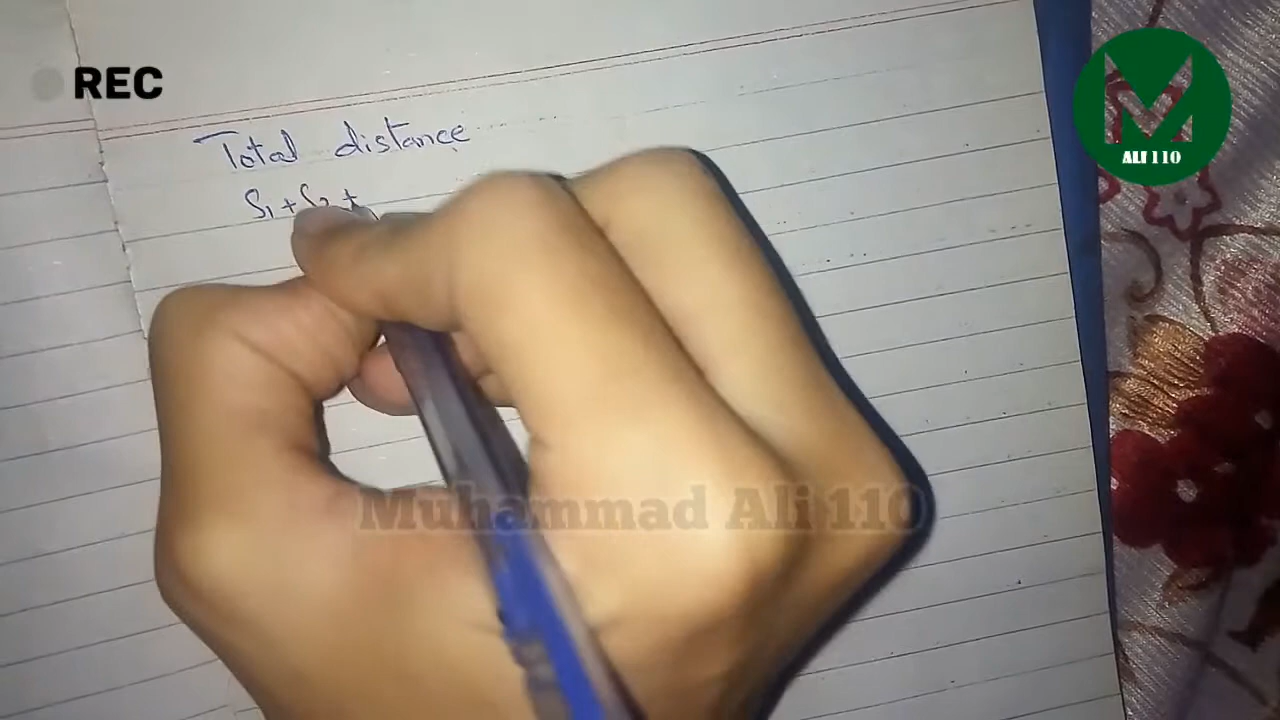 REC
M
ALI 110
Total distance
S1 + S2 +
Muhammad Ali 110